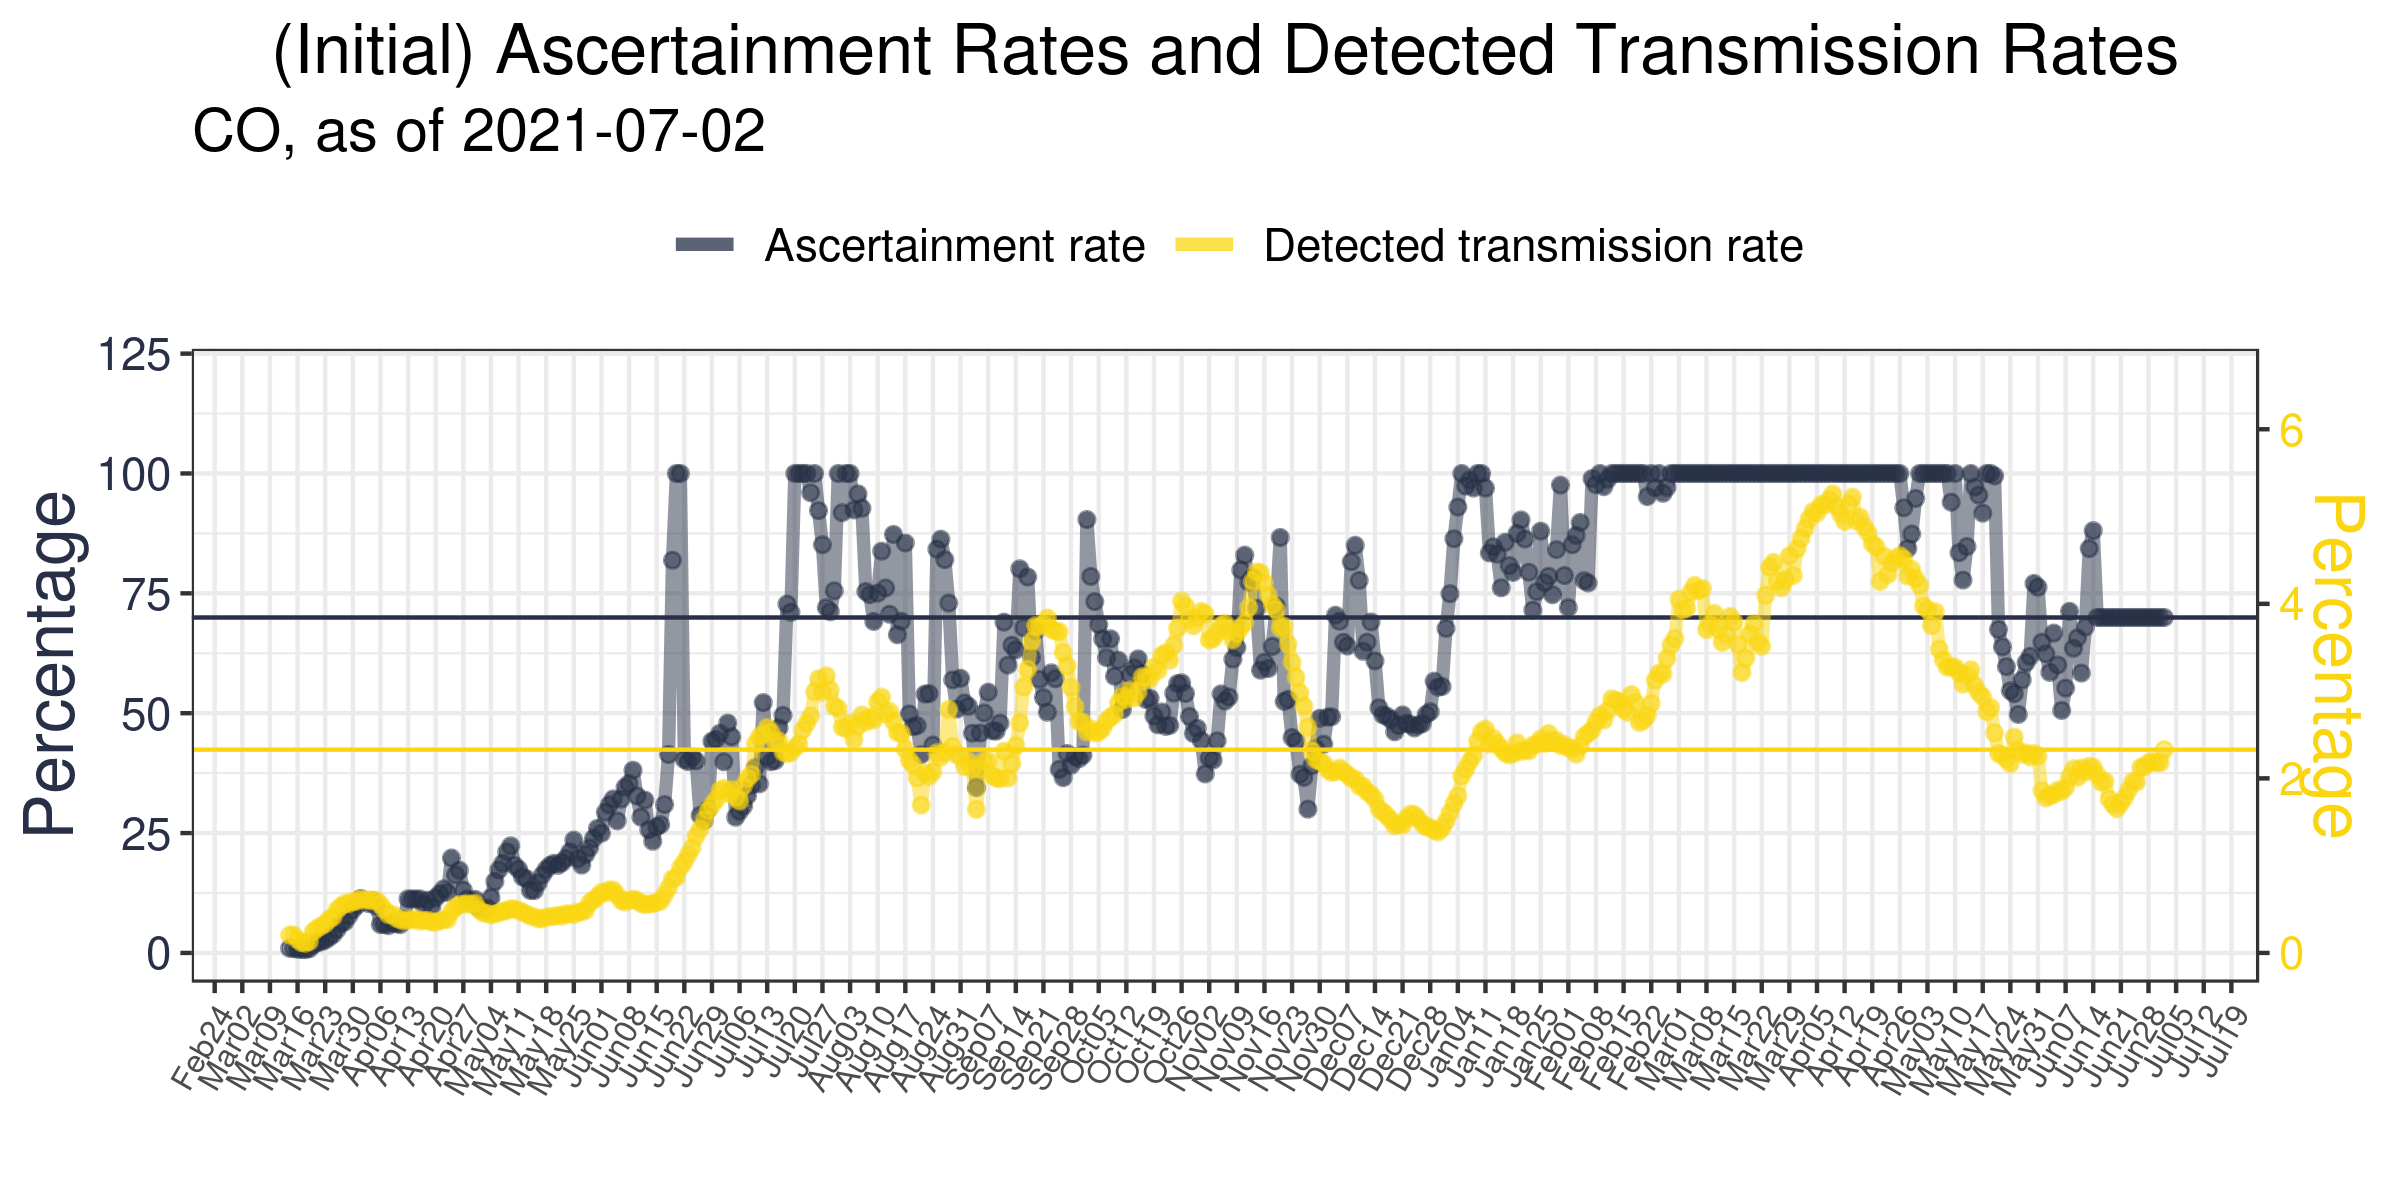 (Initial) Ascertainment Rates and Detected Transmission Rates
CO, as of 2021-07-02
Ascertainment rate
Detected transmission rate
125
100
75
50
25
0
Percentage
6
4
2
0
Percentage
Feb24
Mar02
Mar09
Mar16
Mar23
Mar30
Apr06
Apr13
Apr20
Apr27
May04
May11
May18
May25
Jun01
Jun08
Jun15
Jun22
Jun29
Jul06
Jul13
Jul20
Jul27
Aug03
Aug10
Aug17
Aug24
Aug31
Sep07
Sep14
Sep21
Sep28
Oct05
Oct12
Oct19
Oct26
Nov02
Nov09
Nov16
Nov23
Nov30
Dec07
Dec14
Dec21
Dec28
Jan04
Jan11
Jan18
Jan25
Feb01
Feb08
Feb15
Feb22
Mar01
Mar08
Mar15
Mar22
Mar29
Apr05
Apr12
Apr19
Apr26
May03
May10
May17
May24
May31
Jun07
Jun14
Jun21
Jun28
Jul05
Jul12
Jul19